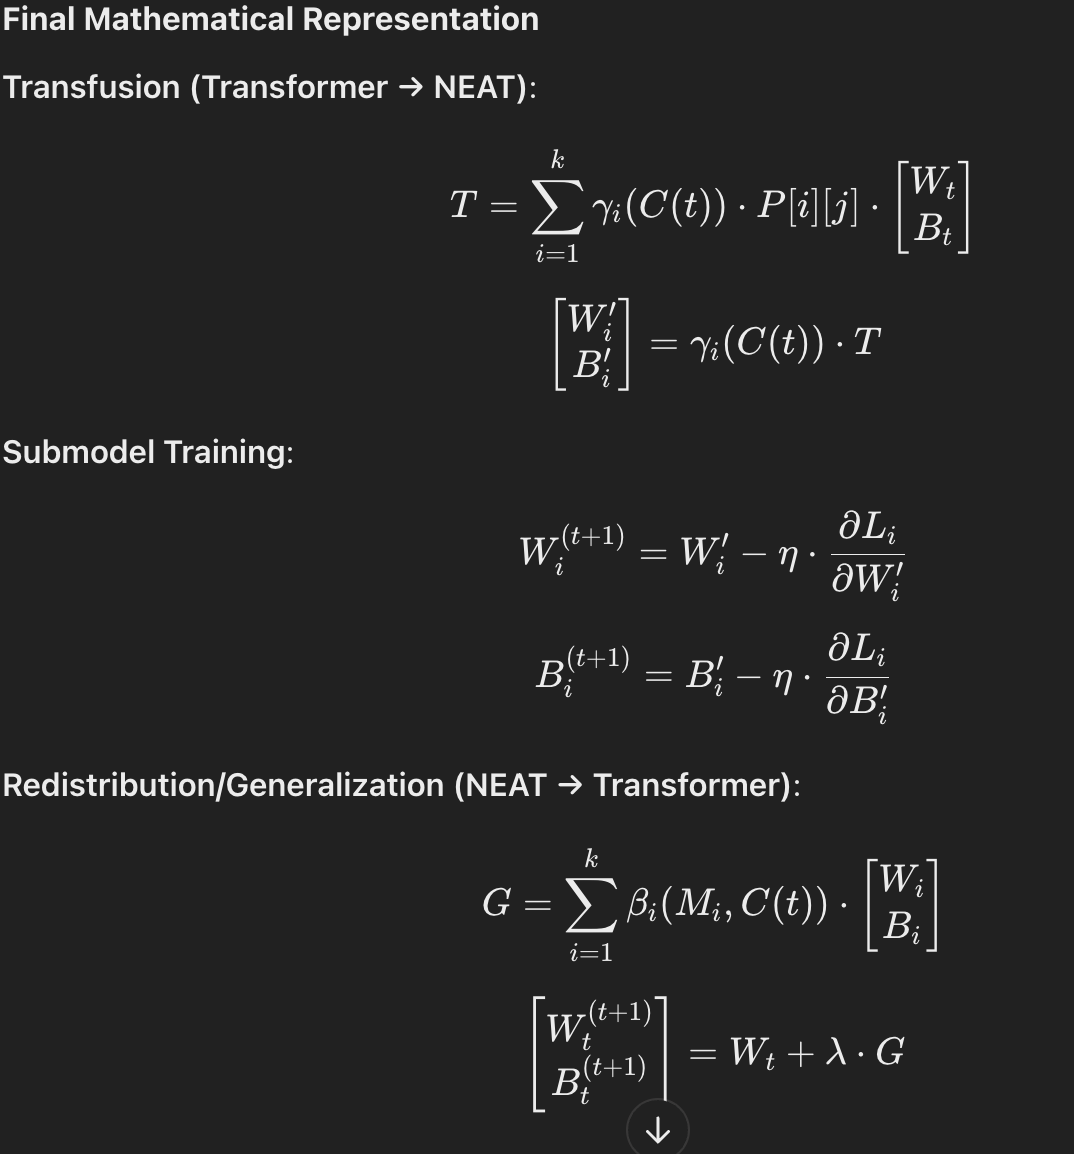 Final Mathematical Representation
Transfusion (Transformer → NEAT):
T = \sum_{i=1}^{k} \gamma_i(C(t)) \cdot P[i][j] \cdot \begin{bmatrix} W_t \\ B_t \end{bmatrix}
\begin{bmatrix} W_i' \\ B_i' \end{bmatrix} = \gamma_i(C(t)) \cdot T
Submodel Training:
W_i^{(t+1)} = W_i' - \eta \cdot \frac{\partial L_i}{\partial W_i'}
B_i^{(t+1)} = B_i' - \eta \cdot \frac{\partial L_i}{\partial B_i'}
Redistribution/Generalization (NEAT → Transformer):
G = \sum_{i=1}^{k} \beta_i(M_i, C(t)) \cdot \begin{bmatrix} W_i \\ B_i \end{bmatrix}
\begin{bmatrix} W_t^{(t+1)} \\ B_t^{(t+1)} \end{bmatrix} = W_t + \lambda \cdot G